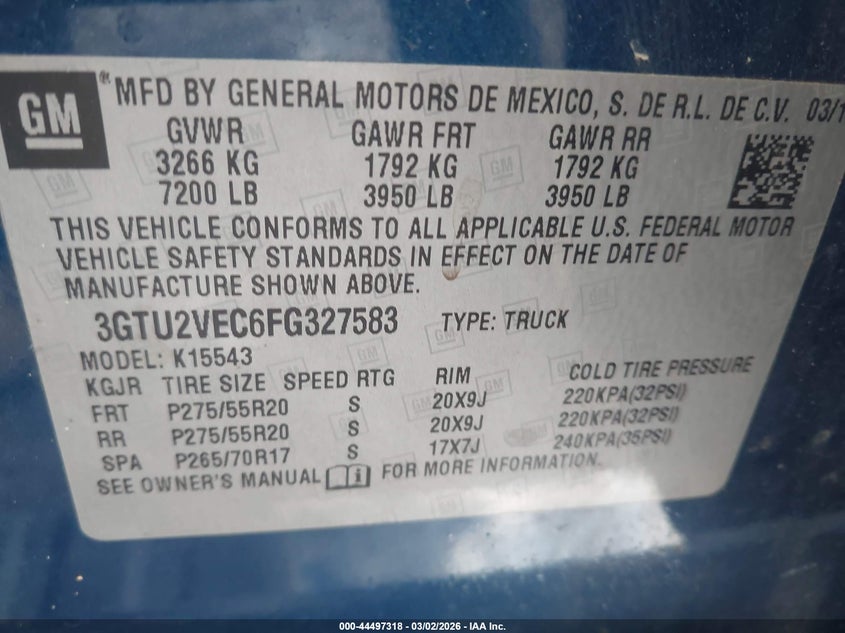 GM
® MFD BY GENERAL MOTORS DE MEXICO, S. DE R.L. DE C.V. 03/1
GVWR GAWR FRT GAWR RR
3266 KG 1792 KG 1792 KG
7200 LB 3950 LB 3950 LB
THIS VEHICLE CONFORMS TO ALL APPLICABLE U.S. FEDERAL MOTOR
VEHICLE SAFETY STANDARDS IN EFFECT ON THE DATE OF
MANUFACTURE SHOWN ABOVE.
3GTU2VEC6FG327583 TYPE: TRUCK
MODEL: K15543
KGJR TIRE SIZE SPEED RTG RIM COLD TIRE PRESSURE
FRT P275/55R20 S 20X9J 220KPA(32PSI)
RR P275/55R20 S 20X9J 220KPA(32PSI)
SPA P265/70R17 S 17X7J 240KPA(35PSI)
SEE OWNER'S MANUAL i FOR MORE INFORMATION.
000-44497318 - 03/02/2026 - IAA Inc.